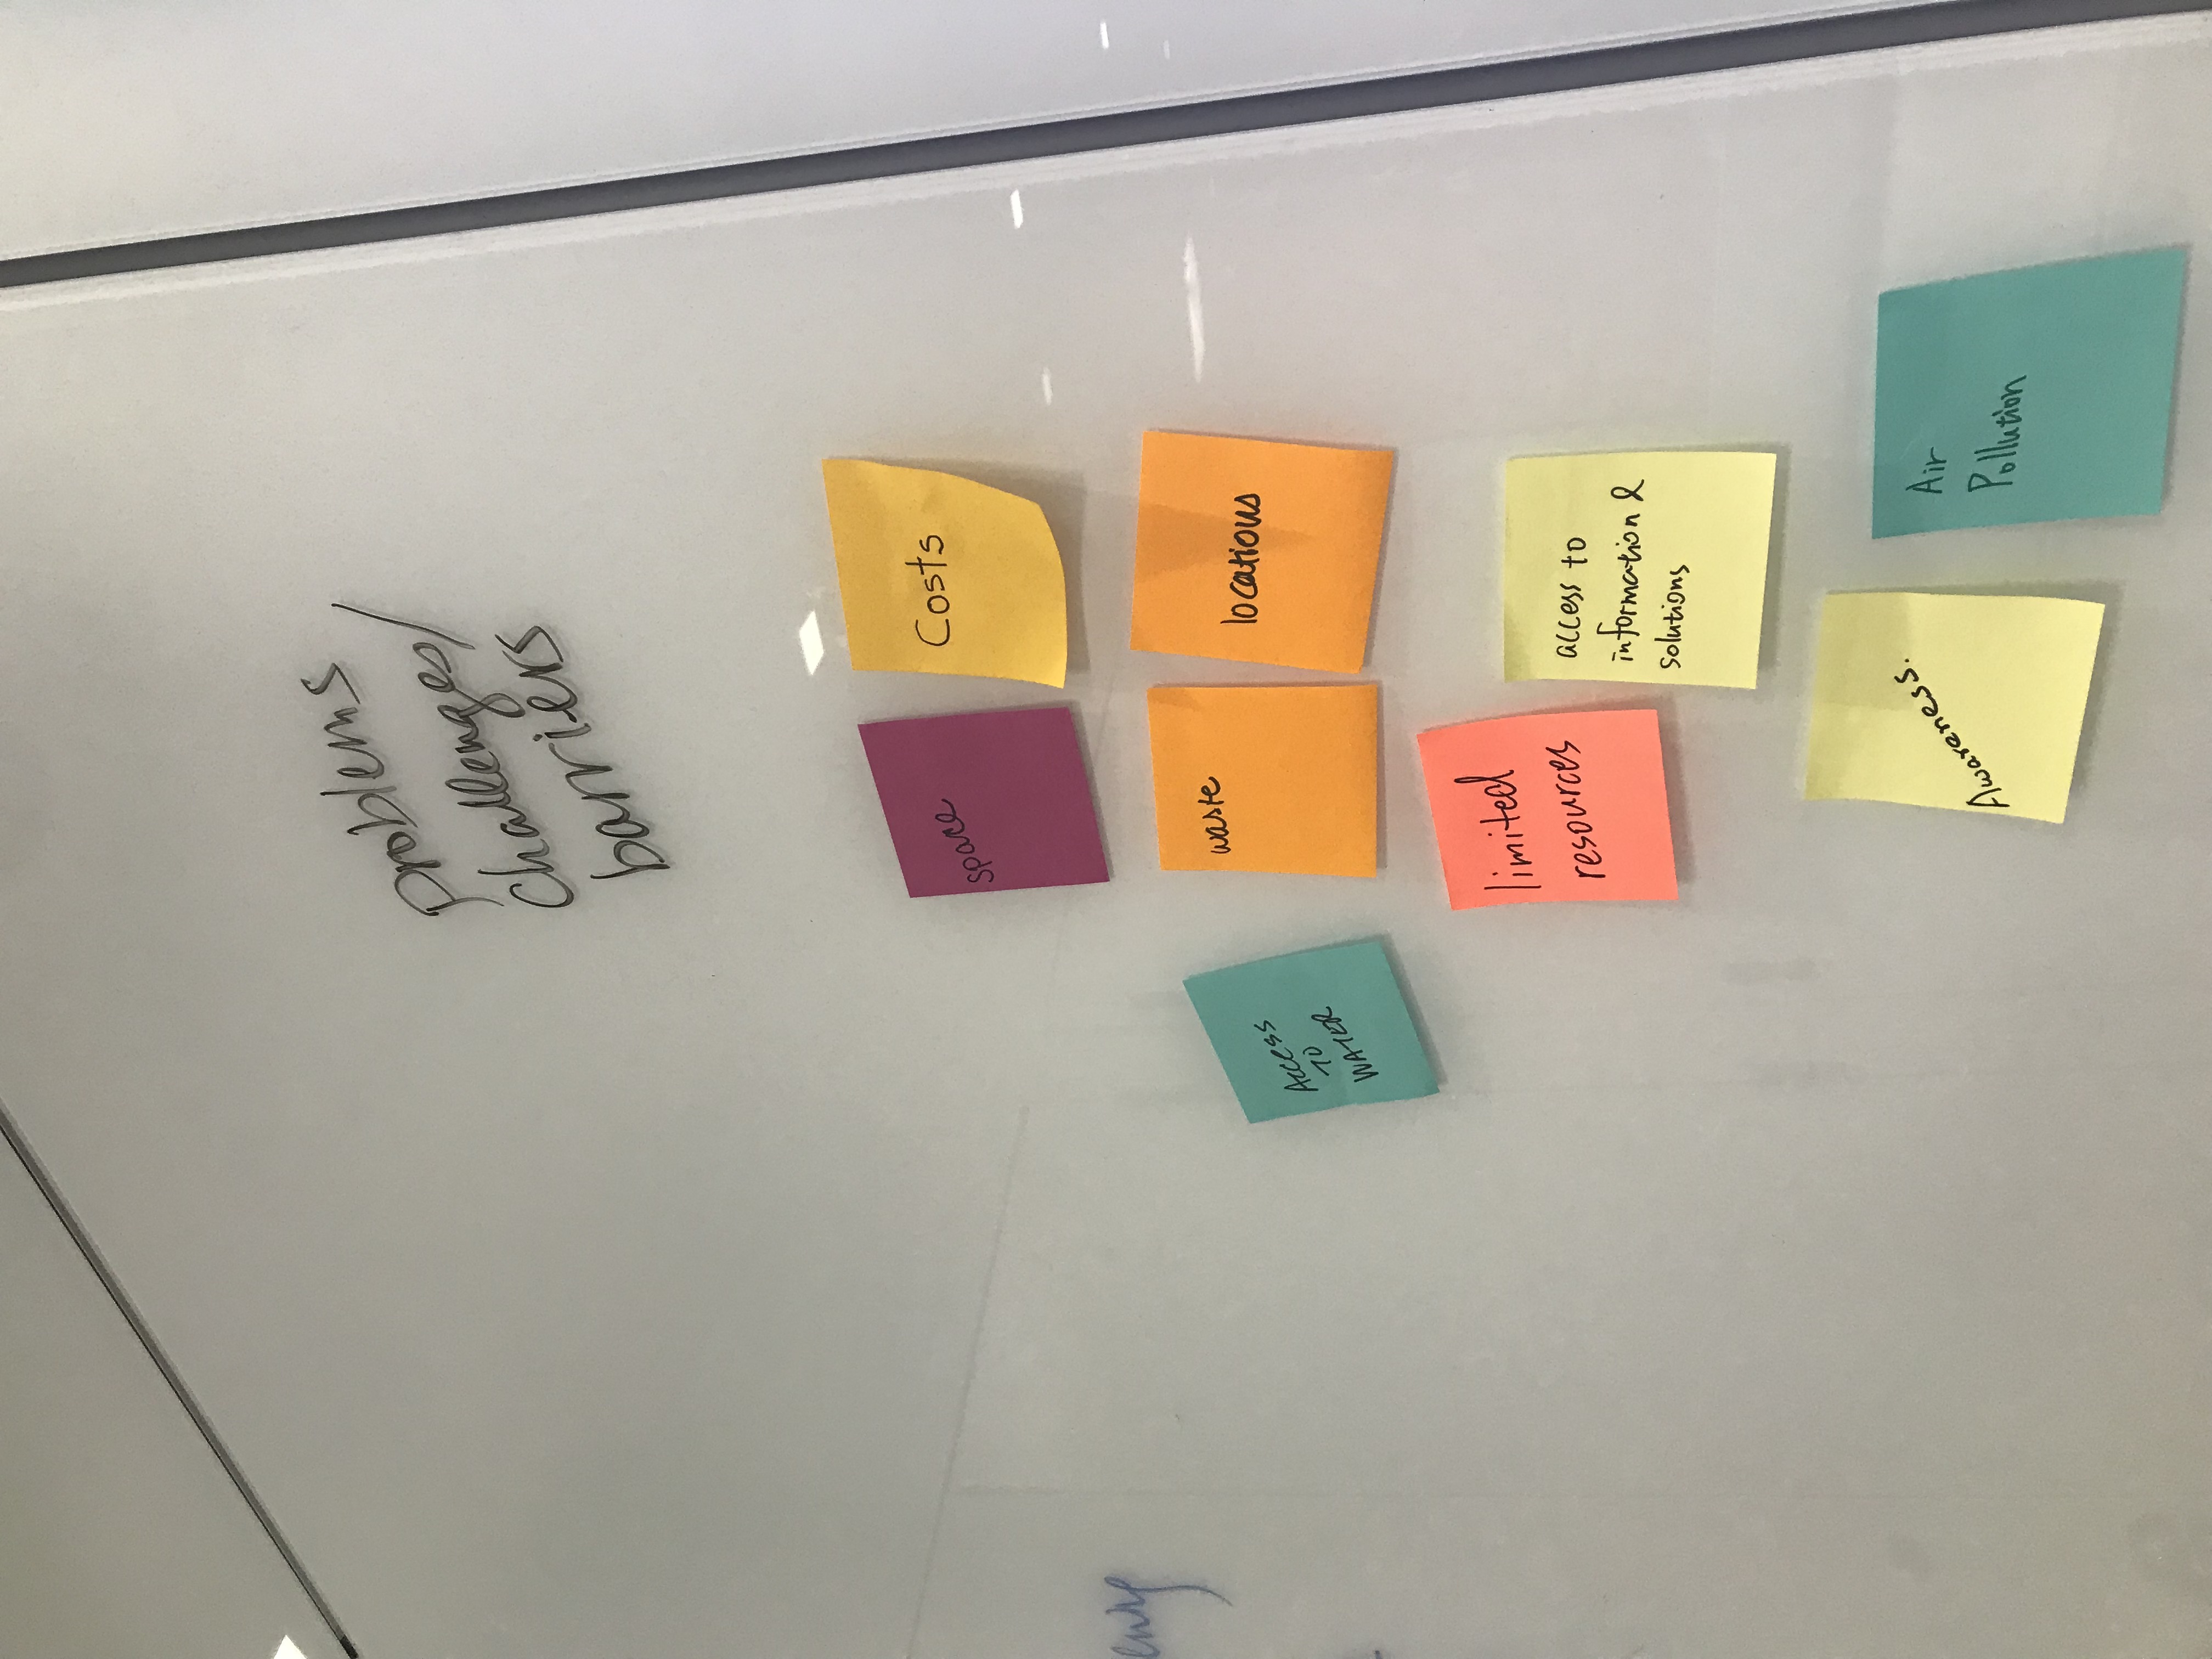 problems
challenges/
barriers
space
Costs
ACCESS
TO
WATER
waste
locations
limited
resources
access to
information &
solutions
Awareness.
Air
Pollution